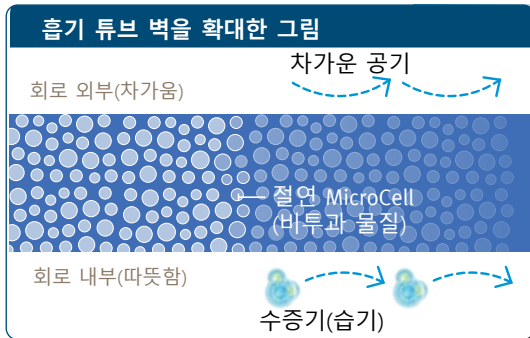 흡기 튜브 벽을 확대한 그림
차가운 공기
회로 외부(차가움)
절연 MicroCell
(비투과 물질)
회로 내부(따뜻함)
수증기(습기)